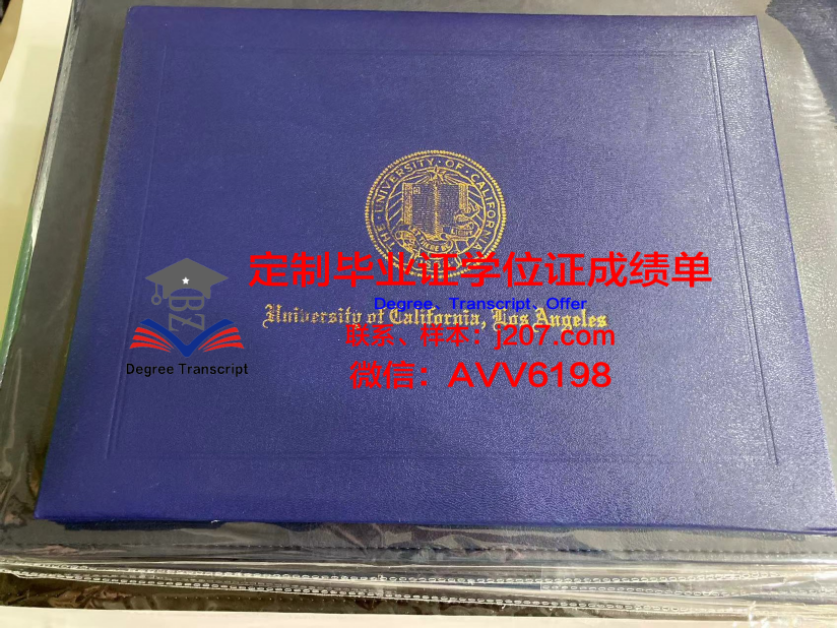 THE·UNIVERSITY·OF·CALIFORNIA
定制毕业证学位证成绩单
BZ
Degree、Transcript、Offer
University of California, Los Angeles
联系、样本：j207.com
Degree Transcript
微信：AVV6198